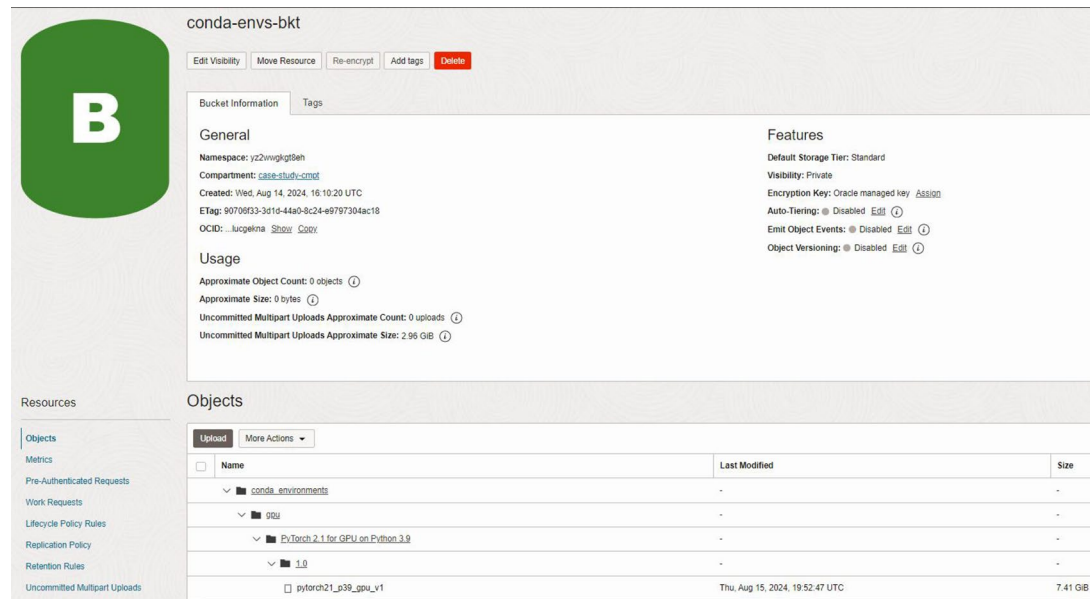 conda-envs-bkt
Edit Visibility Move Resource Re-encrypt Add tags Delete
B
Bucket Information Tags
General
Namespace: yz2wwgkgt8eh
Compartment: case-study-cmpt
Created: Wed, Aug 14, 2024, 16:10:20 UTC
ETag: 90706f33-3d1d-44a0-8c24-e9797304ac18
OCID: ...lucgekna Show Copy
Usage
Approximate Object Count: 0 objects
Approximate Size: 0 bytes
Uncommitted Multipart Uploads Approximate Count: 0 uploads
Uncommitted Multipart Uploads Approximate Size: 2.96 GiB
Features
Default Storage Tier: Standard
Visibility: Private
Encryption Key: Oracle managed key Assign
Auto-Tiering: Disabled Edit
Emit Object Events: Disabled Edit
Object Versioning: Disabled Edit
Resources
Objects
Metrics
Pre-Authenticated Requests
Work Requests
Lifecycle Policy Rules
Replication Policy
Retention Rules
Uncommitted Multipart Uploads
Objects
Upload More Actions
Name Last Modified Size
conda_environments - -
gpu - -
PyTorch 2.1 for GPU on Python 3.9 - -
1.0 - -
pytorch21_p39_gpu_v1 Thu, Aug 15, 2024, 19:52:47 UTC 7.41 GiB